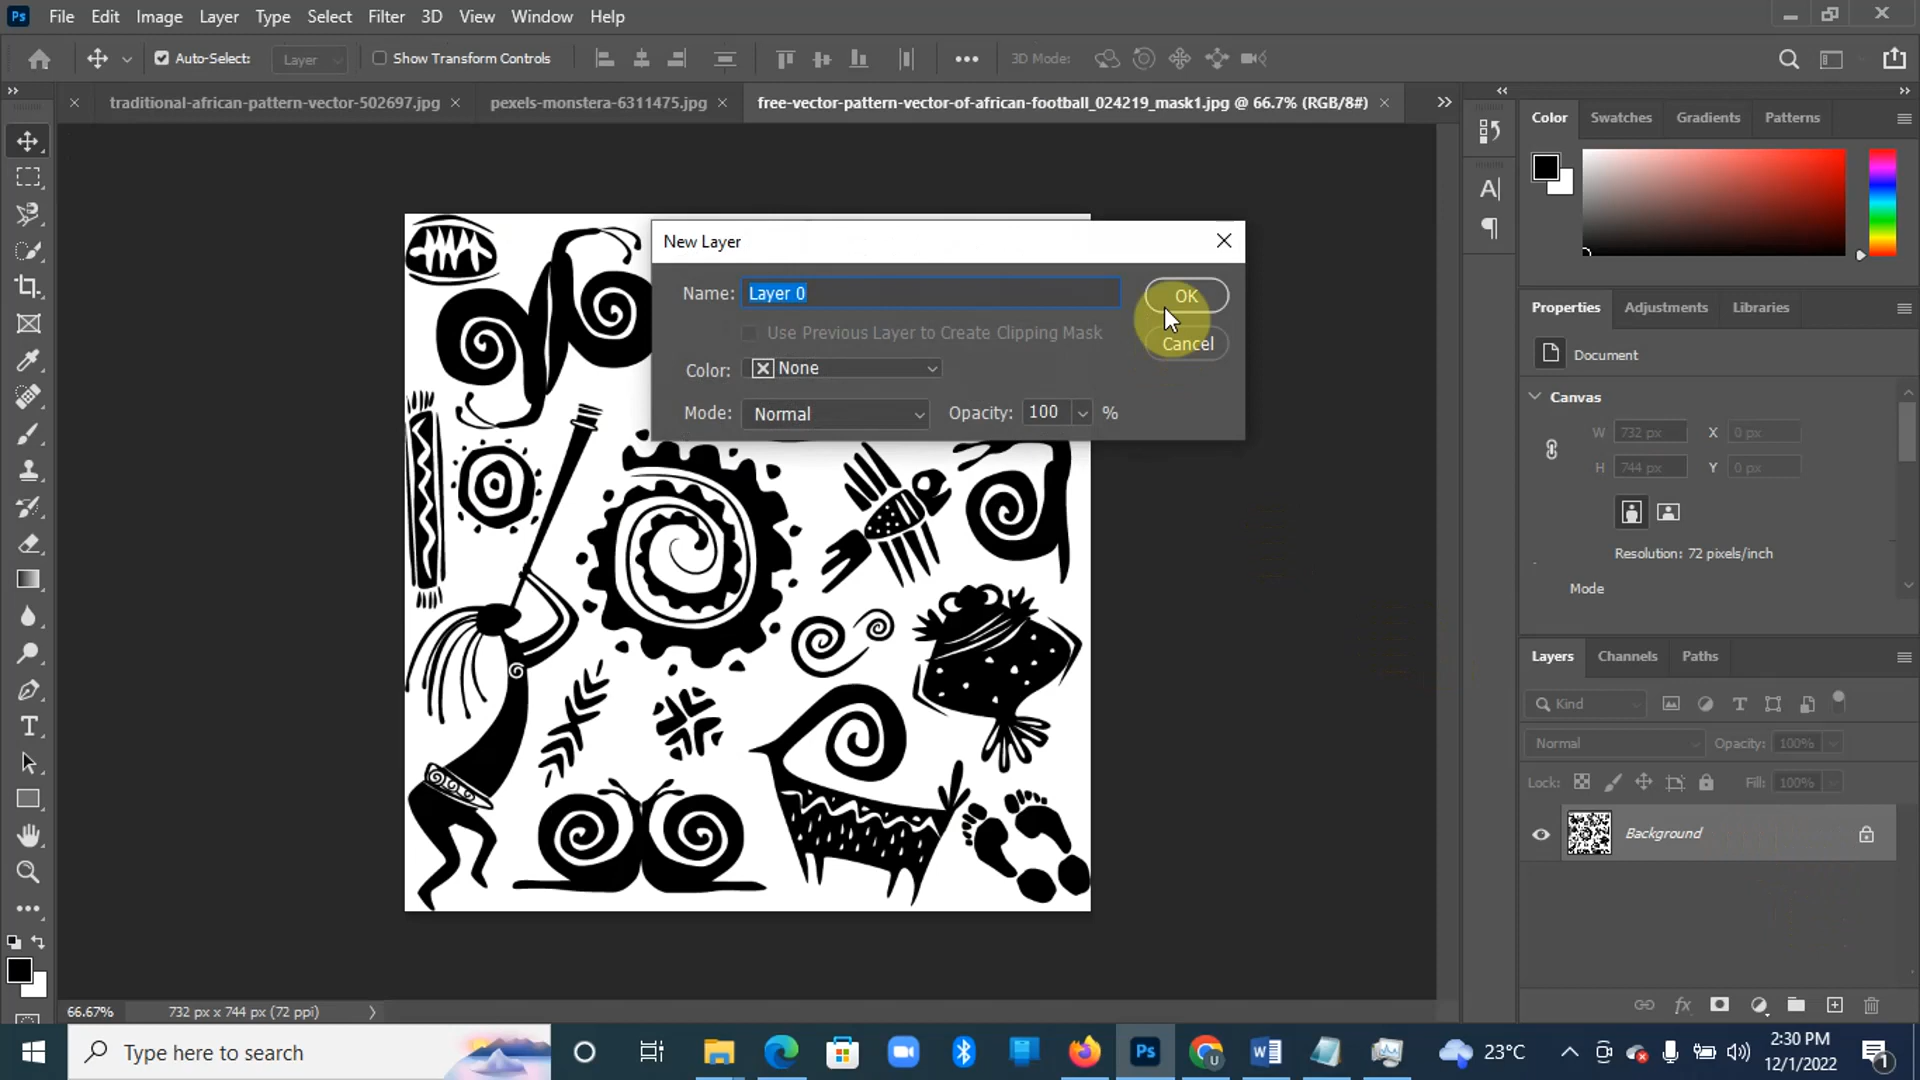 Ps File Edit Image Layer Type Select Filter 3D View Window Help
Auto-Select: Layer Show Transform Controls 3D Mode:
traditional-african-pattern-vector-502697.jpg pexels-monstera-6311475.jpg free-vector-pattern-vector-of-african-football_024219_mask1.jpg @ 66.7% (RGB/8#)
Color Swatches Gradients Patterns
New Layer
Name: Layer 0
OK
Use Previous Layer to Create Clipping Mask
Cancel
Color: None
Mode: Normal Opacity: 100 %
Properties Adjustments Libraries
Document
Canvas
W 732 px X 0 px
H 744 px Y 0 px
Resolution: 72 pixels/inch
Mode
Layers Channels Paths
Kind
Normal Opacity: 100%
Lock: Fill: 100%
Background
fx
66.67% 732 px x 744 px (72 ppi)
Type here to search
Ps
U
23°C
2:30 PM
12/1/2022
1